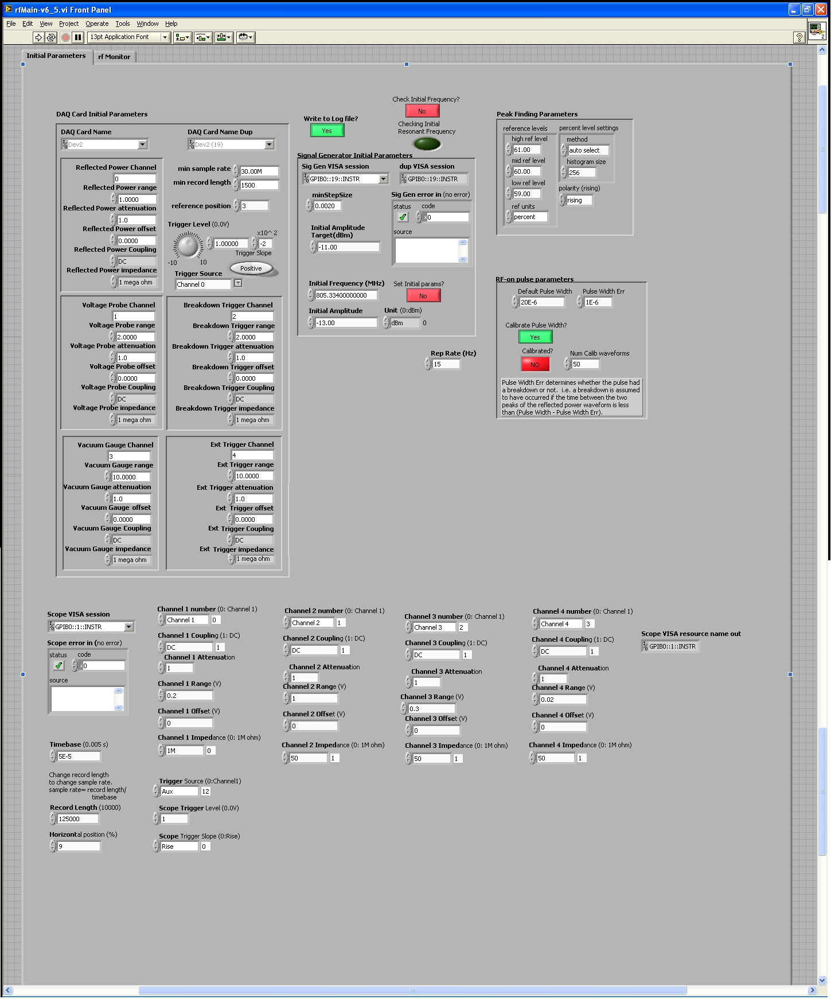 rfMain-v6_5.vi Front Panel
File Edit View Project Operate Tools Window Help
13pt Application Font
?
2
Initial Parameters
rf Monitor
DAQ Card Initial Parameters
DAQ Card Name
Dev2
DAQ Card Name Dup
Dev2 (19)
Reflected Power Channel
0
Reflected Power range
1.0000
Reflected Power attenuation
1.0
Reflected Power offset
0.0000
Reflected Power Coupling
DC
Reflected Power impedance
1 mega ohm
min sample rate
30.00M
min record length
1500
reference position
3
Trigger Level (0.0V)
-10
10
1.00000
x10^ 2
-2
Trigger Slope
Positive
Trigger Source
Channel 0
Voltage Probe Channel
1
Voltage Probe range
2.0000
Voltage Probe attenuation
1.0
Voltage Probe offset
0.0000
Voltage Probe Coupling
DC
Voltage Probe impedance
1 mega ohm
Breakdown Trigger Channel
2
Breakdown Trigger range
2.0000
Breakdown Trigger attenuation
1.0
Breakdown Trigger offset
0.0000
Breakdown Trigger Coupling
DC
Breakdown Trigger impedance
1 mega ohm
Vacuum Gauge Channel
3
Vacuum Gauge range
10.0000
Vacuum Gauge attenuation
1.0
Vacuum Gauge offset
0.0000
Vacuum Gauge Coupling
DC
Vacuum Gauge impedance
1 mega ohm
Ext Trigger Channel
4
Ext Trigger range
10.0000
Ext Trigger attenuation
1.0
Ext Trigger offset
0.0000
Ext Trigger Coupling
DC
Ext Trigger impedance
1 mega ohm
Write to Log file?
Yes
Check Initial Frequency?
No
Checking Initial
Resonant Frequency
Signal Generator Initial Parameters
Sig Gen VISA session
GPIB0::19::INSTR
dup VISA session
GPIB0::19::INSTR
minStepSize
0.0020
Initial Amplitude
Target(dBm)
-11.00
Sig Gen error in (no error)
status
code
x0
source
Initial Frequency (MHz)
805.33400000000
Set Initial params?
No
Initial Amplitude
-13.00
Unit (0:dBm)
dBm 0
Rep Rate (Hz)
15
Peak Finding Parameters
reference levels
high ref level
61.00
mid ref level
60.00
low ref level
59.00
ref units
percent
percent level settings
method
auto select
histogram size
256
polarity (rising)
rising
RF-on pulse parameters
Default Pulse Width
20E-6
Pulse Width Err
1E-6
Calibrate Pulse Width?
Yes
Calibrated?
NO
Num Calib waveforms
50
Pulse Width Err determines whether the pulse had
a breakdown or not.  i.e. a breakdown is assumed
to have occurred if the time between the two
peaks of the reflected power waveform is less
than (Pulse Width - Pulse Width Err).
Scope VISA session
GPIB0::1::INSTR
Scope error in (no error)
status
code
x0
source
Timebase (0.005 s)
5E-5
Change record length
to change sample rate.
sample rate= record length/
timebase
Record Length (10000)
125000
Horizontal position (%)
9
Channel 1 number (0: Channel 1)
Channel 1 0
Channel 1 Coupling (1: DC)
DC 1
Channel 1 Attenuation
1
Channel 1 Range (V)
0.2
Channel 1 Offset (V)
0
Channel 1 Impedance (0: 1M ohm)
1M 0
Trigger Source (0:Channel1)
Aux 12
Scope Trigger Level (0.0V)
1
Scope Trigger Slope (0:Rise)
Rise 0
Channel 2 number (0: Channel 1)
Channel 2 1
Channel 2 Coupling (1: DC)
DC 1
Channel 2 Attenuation
1
Channel 2 Range (V)
1
Channel 2 Offset (V)
0
Channel 2 Impedance (0: 1M ohm)
50 1
Channel 3 number (0: Channel 1)
Channel 3 2
Channel 3 Coupling (1: DC)
DC 1
Channel 3 Attenuation
1
Channel 3 Range (V)
0.3
Channel 3 Offset (V)
0
Channel 3 Impedance (0: 1M ohm)
50 1
Channel 4 number (0: Channel 1)
Channel 4 3
Channel 4 Coupling (1: DC)
DC 1
Channel 4 Attenuation
1
Channel 4 Range (V)
0.02
Channel 4 Offset (V)
0
Channel 4 Impedance (0: 1M ohm)
50 1
Scope VISA resource name out
GPIB0::1::INSTR